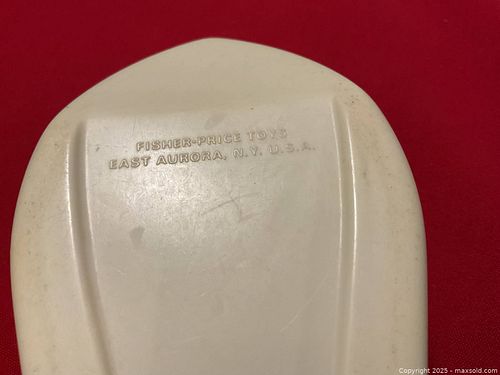 FISHER-PRICE TOYS
EAST AURORA, N.Y. U.S.A.
Copyright 2025 - maxsold.com